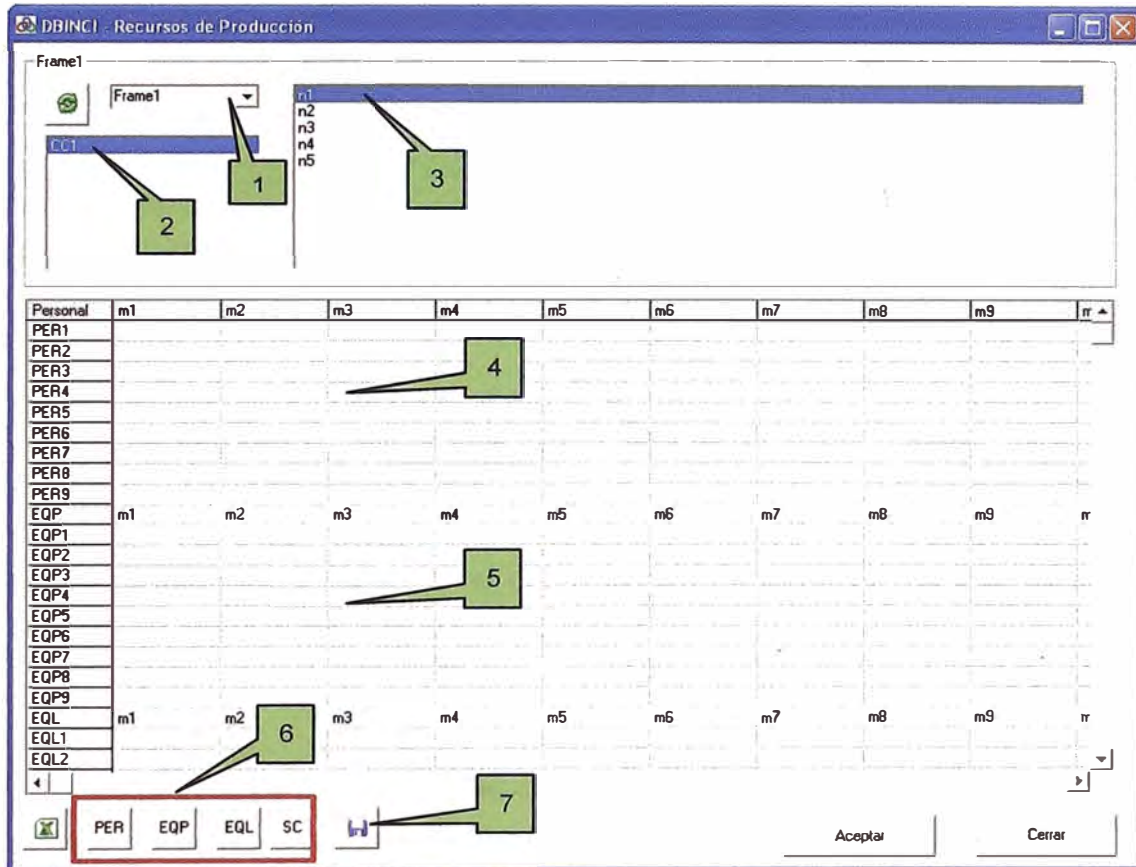 DBINCI - Recursos de Producción
Frame1
Frame1
n1
n2
n3
n4
n5
CC1
1
2
3
Personal m1 m2 m3 m4 m5 m6 m7 m8 m9
PER1
PER2
PER3
PER4
PER5
PER6
PER7
PER8
PER9
4
EQP m1 m2 m3 m4 m5 m6 m7 m8 m9
EQP1
EQP2
EQP3
EQP4
EQP5
EQP6
EQP7
EQP8
EQP9
5
EQL m1 m2 m3 m4 m5 m6 m7 m8 m9
EQL1
EQL2
6
7
PER EQP EQL SC Aceptar Cerrar